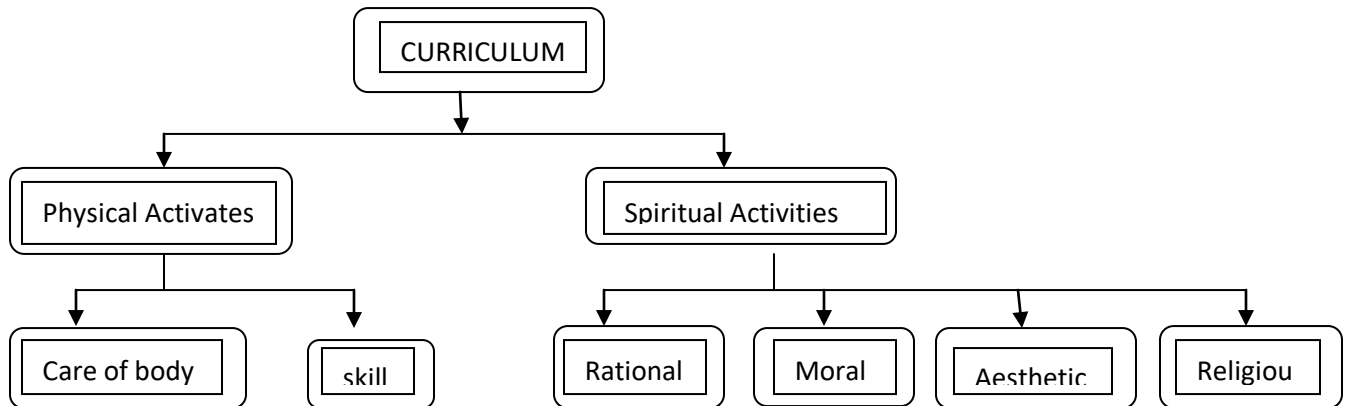 CURRICULUM
Physical Activates
Spiritual Activities
Care of body
skill
Rational
Moral
Aesthetic
Religiou